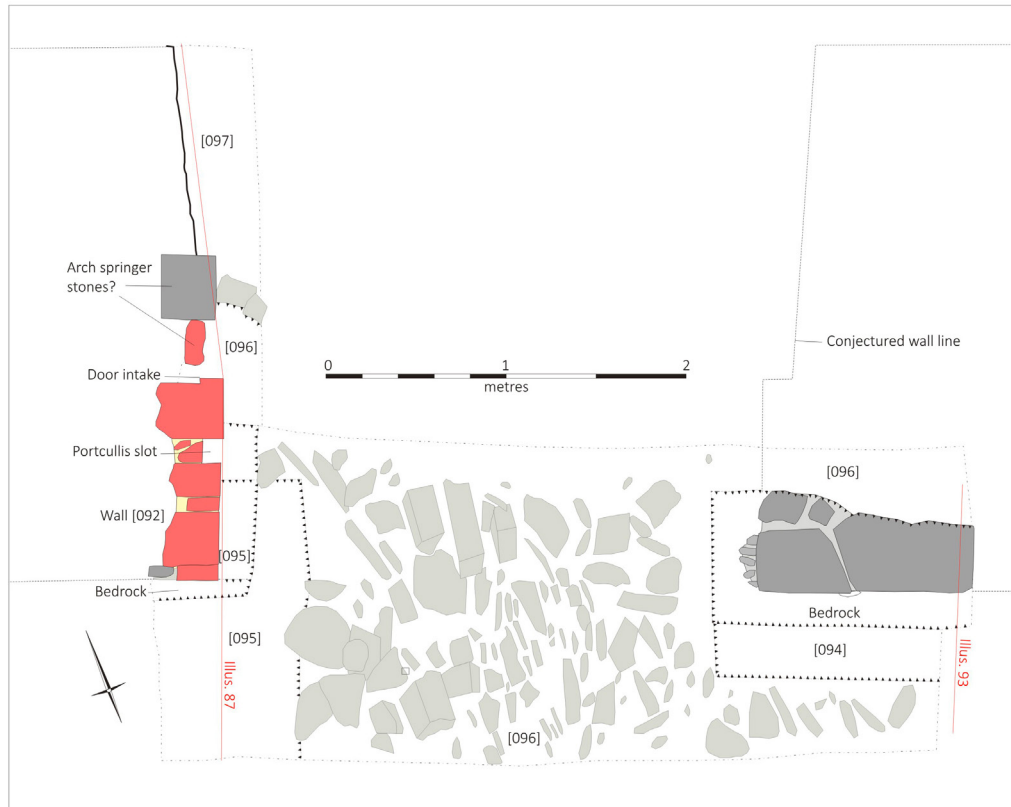 [097]
Arch springer
stones?
[096]
Door intake
Portcullis slot
Wall [092]
[095]
Bedrock
[095]
Illus. 87
0 1 2
metres
Conjectured wall line
[096]
Bedrock
[094]
Illus. 93
[096]